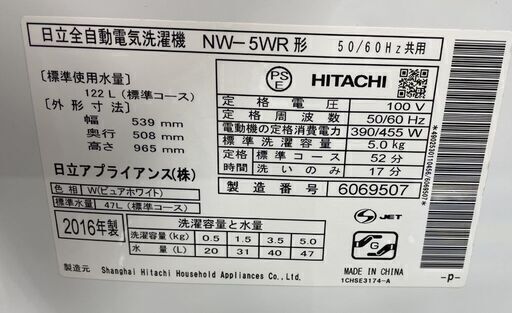 日立全自動電気洗濯機 NW-5WR 形 50/60Hz共用
〔標準使用水量〕
122 L (標準コース)
〔外 形 寸 法〕
幅 539 mm
奥行 508 mm
高さ 965 mm
日立アプライアンス(株)
色 相 W(ピュアホワイト)
標準水量 47L(標準コース)
PS
E
HITACHI
定格電圧 100 V
定格周波数 50/60 Hz
電動機の定格消費電力 390/455 W
標準洗濯容量 5.0kg
定格時間 標準コース 52分
洗いのみ 17分
製造番号 6069507
2016年製
洗濯容量と水量
洗濯容量(kg) 0.5 1.5 3.5 5.0
水量(L) 20 31 40 47
S JET
G
MADE IN CHINA
1CHSE3174-A
製造元 Shanghai Hitachi Household Appliances Co.,Ltd.
-p-